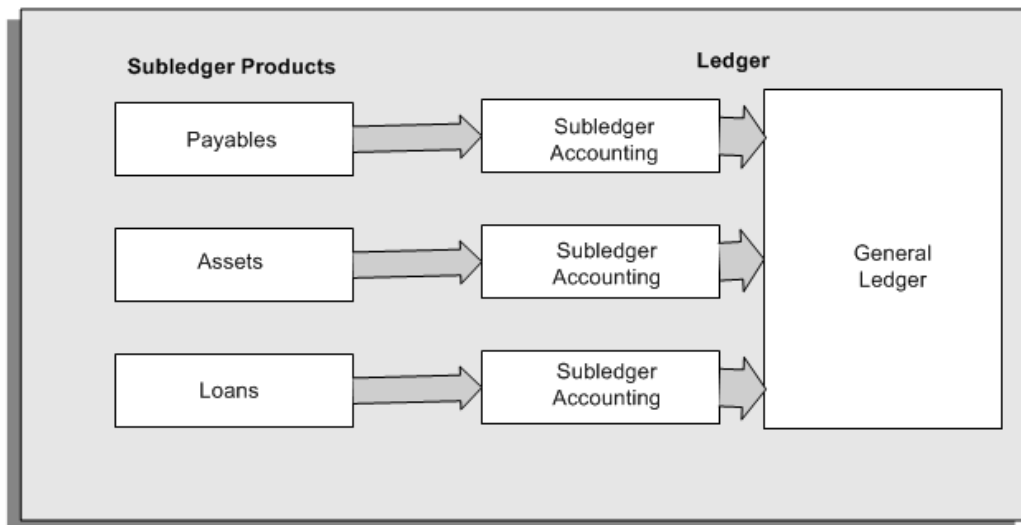 Subledger Products
Ledger
Payables
Subledger
Accounting
Assets
Subledger
Accounting
General
Ledger
Loans
Subledger
Accounting